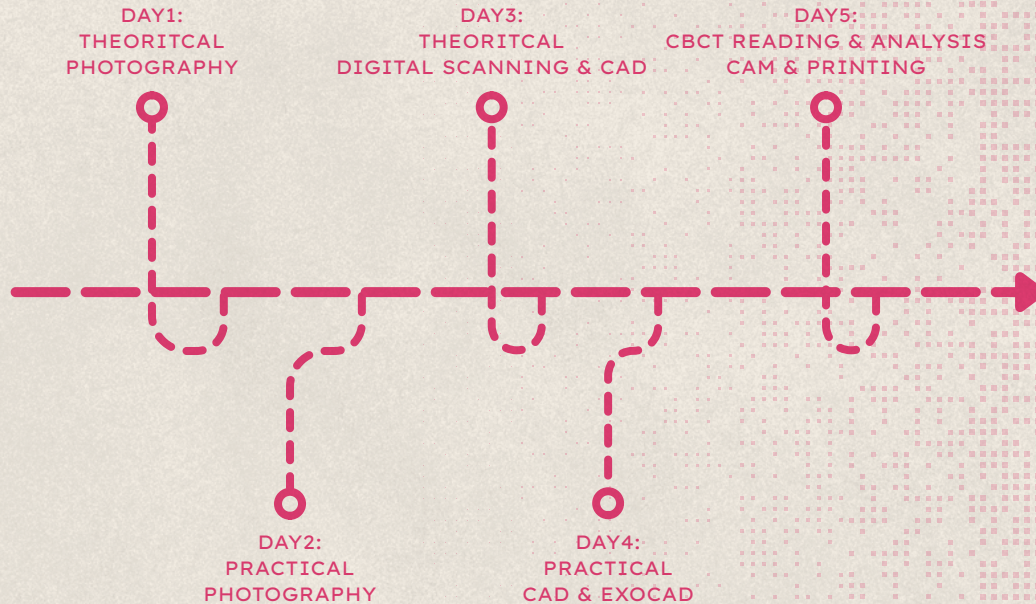 DAY1:
THEORITCAL
PHOTOGRAPHY
DAY2:
PRACTICAL
PHOTOGRAPHY
DAY3:
THEORITCAL
DIGITAL SCANNING & CAD
DAY4:
PRACTICAL
CAD & EXOCAD
DAY5:
CBCT READING & ANALYSIS
CAM & PRINTING